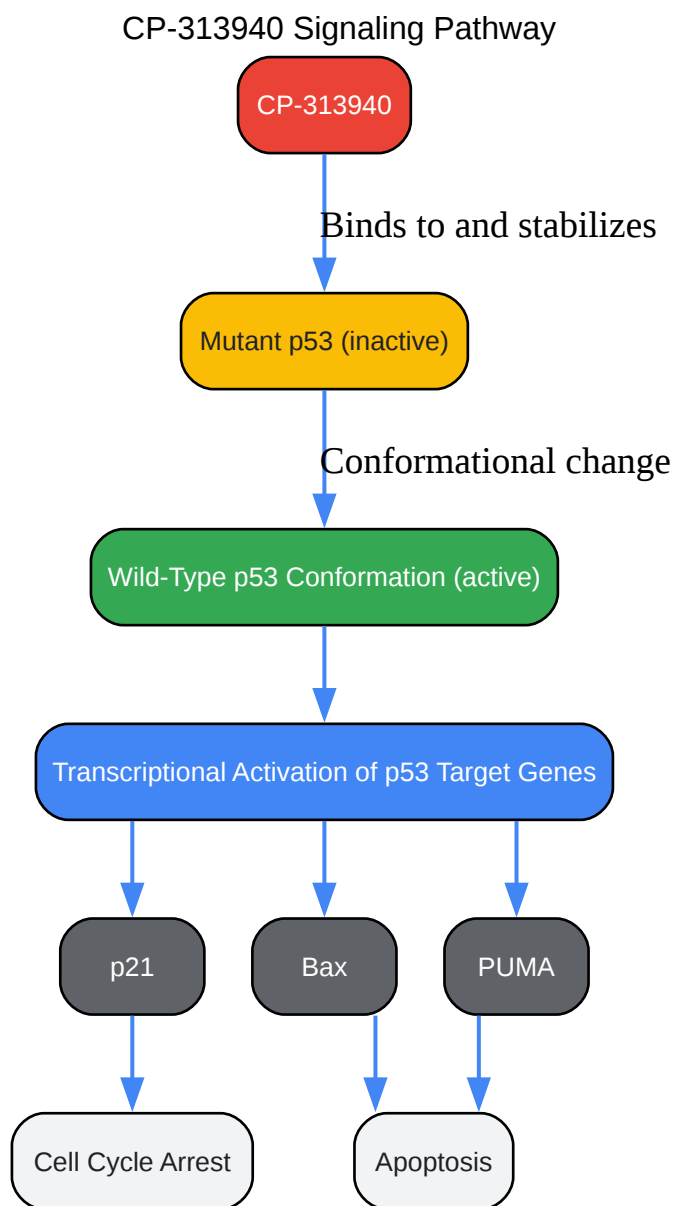 CP-313940 Signaling Pathway
CP-313940
Binds to and stabilizes
Mutant p53 (inactive)
Conformational change
Wild-Type p53 Conformation (active)
Transcriptional Activation of p53 Target Genes
p21
Bax
PUMA
Cell Cycle Arrest
Apoptosis